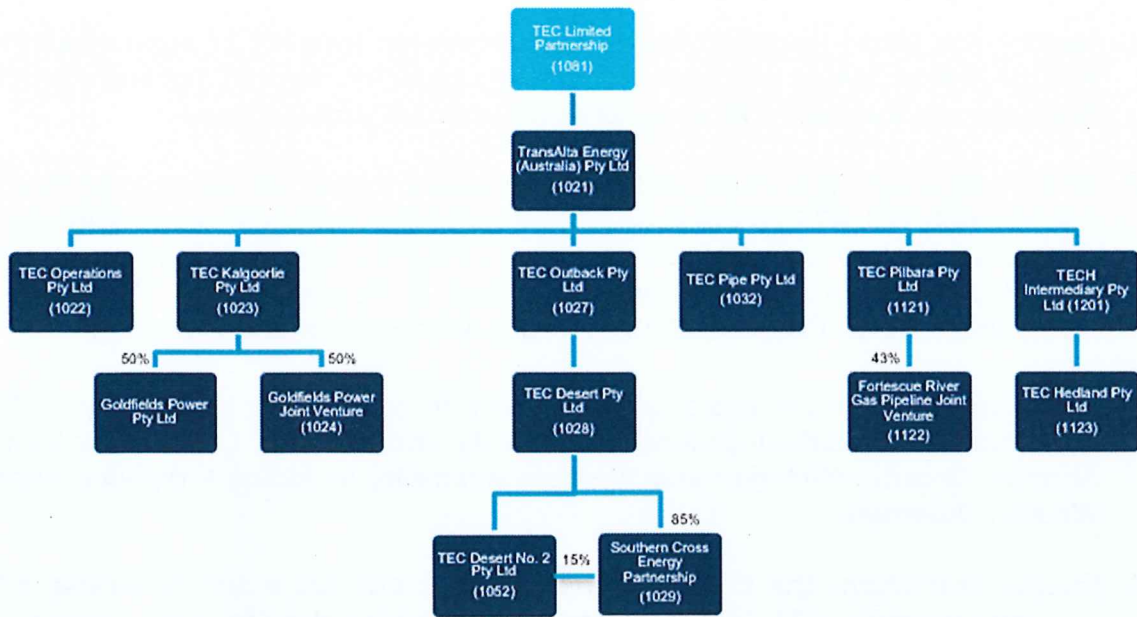 TEC Limited
Partnership
(1081)
TransAlta Energy
(Australia) Pty Ltd
(1021)
TEC Operations
Pty Ltd
(1022)
TEC Kalgoorlie
Pty Ltd
(1023)
TEC Outback Pty
Ltd
(1027)
TEC Pipe Pty Ltd
(1032)
TEC Pilbara Pty
Ltd
(1121)
TECH
Intermediary Pty
Ltd (1201)
50%
50%
43%
Goldfields Power
Pty Ltd
Goldfields Power
Joint Venture
(1024)
TEC Desert Pty
Ltd
(1028)
Fortescue River
Gas Pipeline Joint
Venture
(1122)
TEC Hedland Pty
Ltd
(1123)
85%
TEC Desert No. 2
Pty Ltd
(1052)
15%
Southern Cross
Energy
Partnership
(1029)